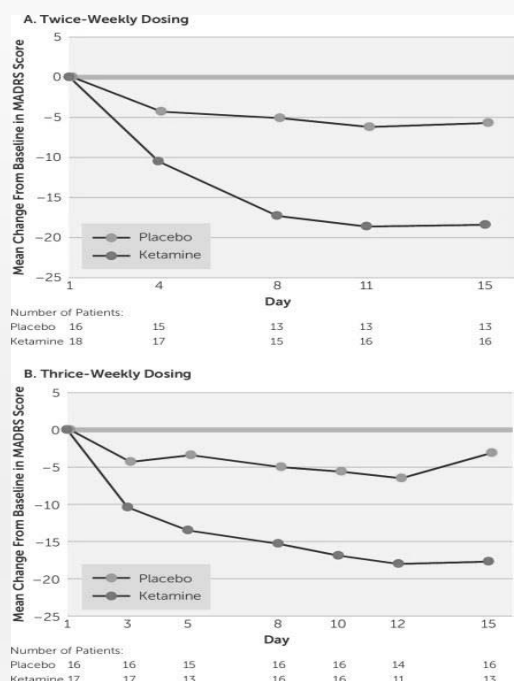 A. Twice-Weekly Dosing
Mean Change From Baseline in MADRS Score
5
0
−5
−10
−15
−20
−25
Placebo
Ketamine
1 4 8 11 15
Day
Number of Patients:
Placebo 16 15 13 13 13
Ketamine 18 17 15 16 16
B. Thrice-Weekly Dosing
Mean Change From Baseline in MADRS Score
5
0
−5
−10
−15
−20
−25
Placebo
Ketamine
1 3 5 8 10 12 15
Day
Number of Patients:
Placebo 16 16 15 16 16 14 16
Ketamine 17 17 13 16 16 11 13